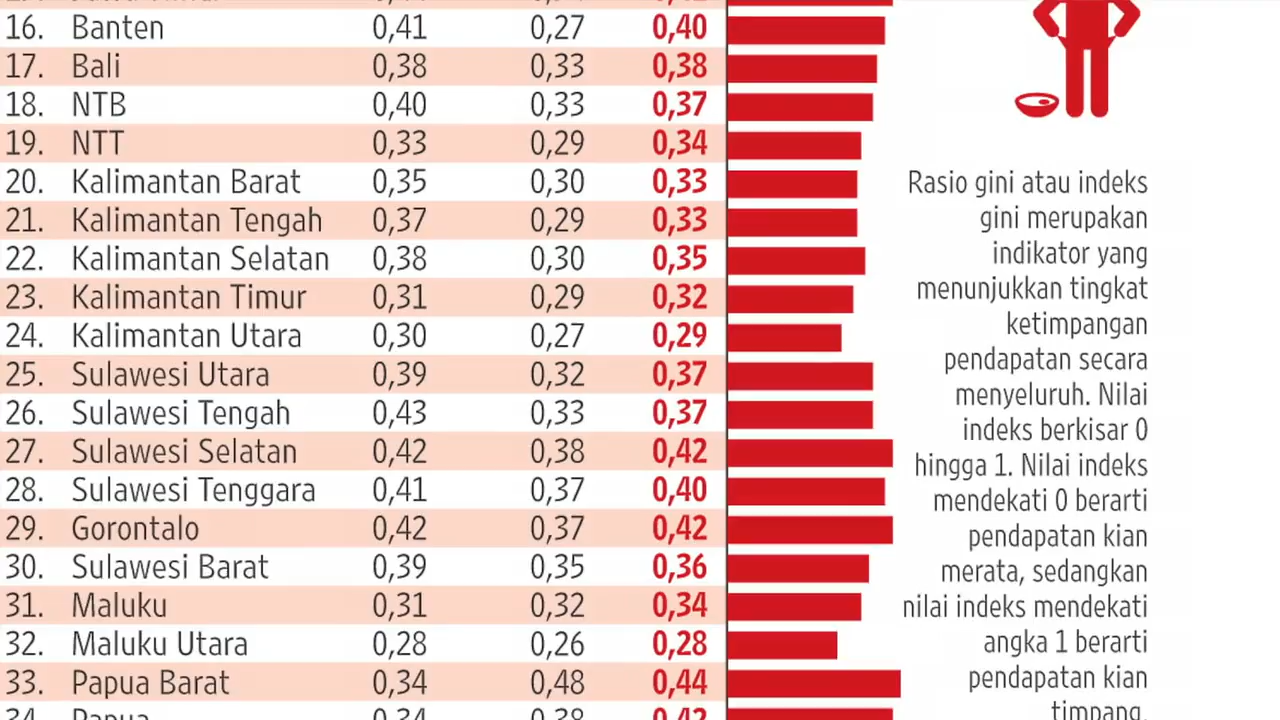 16. Banten 0,41 0,27 0,40
17. Bali 0,38 0,33 0,38
18. NTB 0,40 0,33 0,37
19. NTT 0,33 0,29 0,34
20. Kalimantan Barat 0,35 0,30 0,33
21. Kalimantan Tengah 0,37 0,29 0,33
22. Kalimantan Selatan 0,38 0,30 0,35
23. Kalimantan Timur 0,31 0,29 0,32
24. Kalimantan Utara 0,30 0,27 0,29
25. Sulawesi Utara 0,39 0,32 0,37
26. Sulawesi Tengah 0,43 0,33 0,37
27. Sulawesi Selatan 0,42 0,38 0,42
28. Sulawesi Tenggara 0,41 0,37 0,40
29. Gorontalo 0,42 0,37 0,42
30. Sulawesi Barat 0,39 0,35 0,36
31. Maluku 0,31 0,32 0,34
32. Maluku Utara 0,28 0,26 0,28
33. Papua Barat 0,34 0,48 0,44
34. Papua 0,34 0,38 0,42
Rasio gini atau indeks
gini merupakan
indikator yang
menunjukkan tingkat
ketimpangan
pendapatan secara
menyeluruh. Nilai
indeks berkisar 0
hingga 1. Nilai indeks
mendekati 0 berarti
pendapatan kian
merata, sedangkan
nilai indeks mendekati
angka 1 berarti
pendapatan kian
timpang.